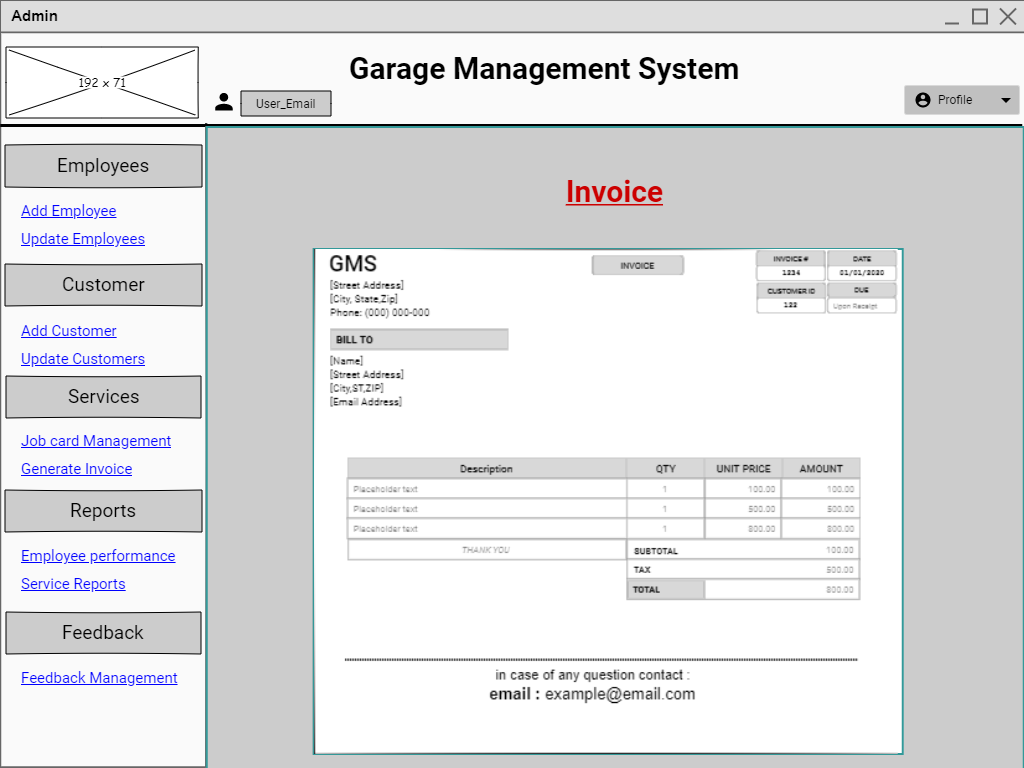 Admin
192 x 71
Garage Management System
User_Email
Profile
Employees
Add Employee
Update Employees
Customer
Add Customer
Update Customers
Services
Job card Management
Generate Invoice
Reports
Employee performance
Service Reports
Feedback
Feedback Management
Invoice
GMS
[Street Address]
[City, State,Zip]
Phone: (000) 000-000
INVOICE
INVOICE # DATE
1234 01/01/2020
CUSTOMER ID DUE
123 Upon Receipt
BILL TO
[Name]
[Street Address]
[City,ST,ZIP]
[Email Address]
Description QTY UNIT PRICE AMOUNT
Placeholder text 1 100.00 100.00
Placeholder text 1 500.00 500.00
Placeholder text 1 800.00 800.00
THANK YOU SUBTOTAL 100.00
TAX 500.00
TOTAL 800.00
in case of any question contact :
email : example@email.com